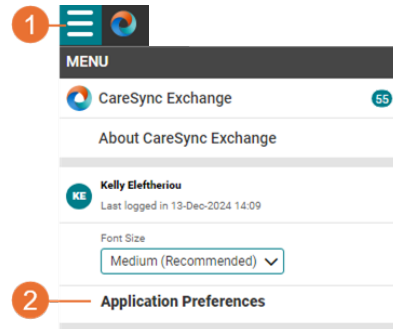 1
MENU
CareSync Exchange 55
About CareSync Exchange
KE Kelly Eleftheriou
Last logged in 13-Dec-2024 14:09
Font Size
Medium (Recommended)
2 Application Preferences